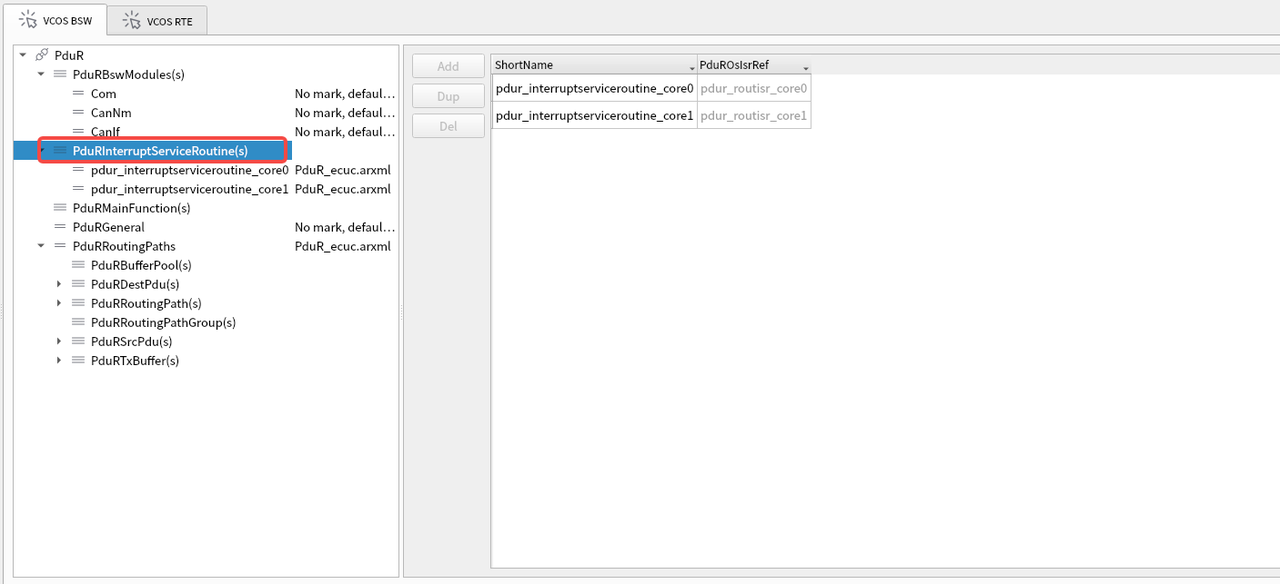 VCOS BSW
VCOS RTE
PduR
PduRBswModules(s)
Com No mark, defaul...
CanNm No mark, defaul...
CanIf No mark, defaul...
PduRInterruptServiceRoutine(s)
pdur_interruptserviceroutine_core0 PduR_ecuc.arxml
pdur_interruptserviceroutine_core1 PduR_ecuc.arxml
PduRMainFunction(s)
PduRGeneral No mark, defaul...
PduRRoutingPaths PduR_ecuc.arxml
PduRBufferPool(s)
PduRDestPdu(s)
PduRRoutingPath(s)
PduRRoutingPathGroup(s)
PduRSrcPdu(s)
PduRTxBuffer(s)
Add
Dup
Del
ShortName PduROsIsrRef
pdur_interruptserviceroutine_core0 pdur_routisr_core0
pdur_interruptserviceroutine_core1 pdur_routisr_core1